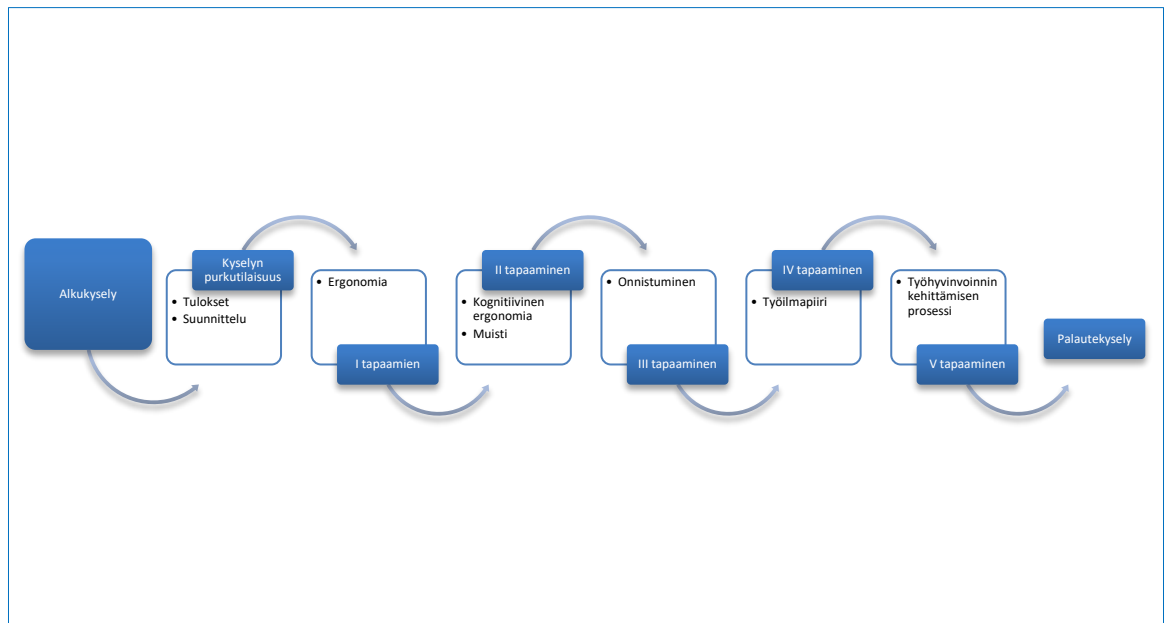 Alkukysely
Kyselyn
purkutilaisuus
• Tulokset
• Suunnittelu
• Ergonomia
I tapaamien
II tapaaminen
• Kognitiivinen
ergonomia
• Muisti
• Onnistuminen
III tapaaminen
IV tapaaminen
• Työilmapiiri
• Työhyvinvoinnin
kehittämisen
prosessi
V tapaaminen
Palautekysely